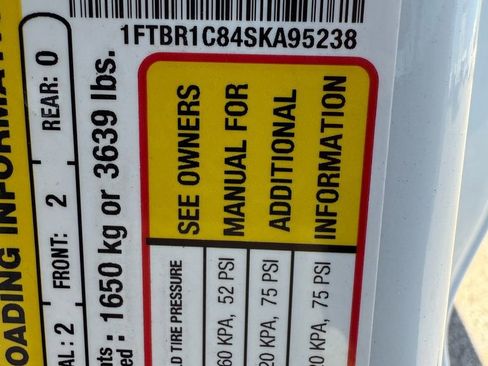 1FTBR1C84SKA95238
OADING INFORMA
AL : 2 FRONT: 2 REAR: 0
: 1650 kg or 3639 lbs.
SEE OWNERS
MANUAL FOR
ADDITIONAL
INFORMATION
D TIRE PRESSURE
60 KPA, 52 PSI
20 KPA, 75 PSI
20 KPA, 75 PSI